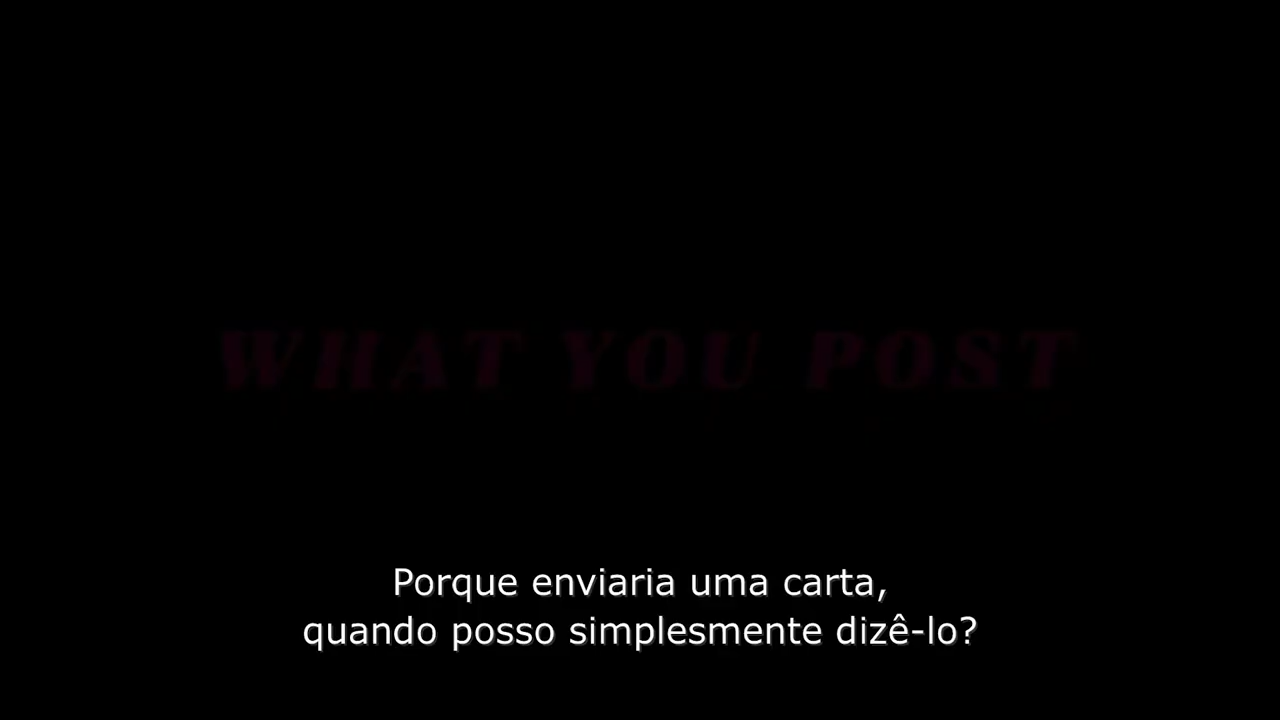 WHAT YOU POST
Porque enviaria uma carta,
quando posso simplesmente dizê-lo?